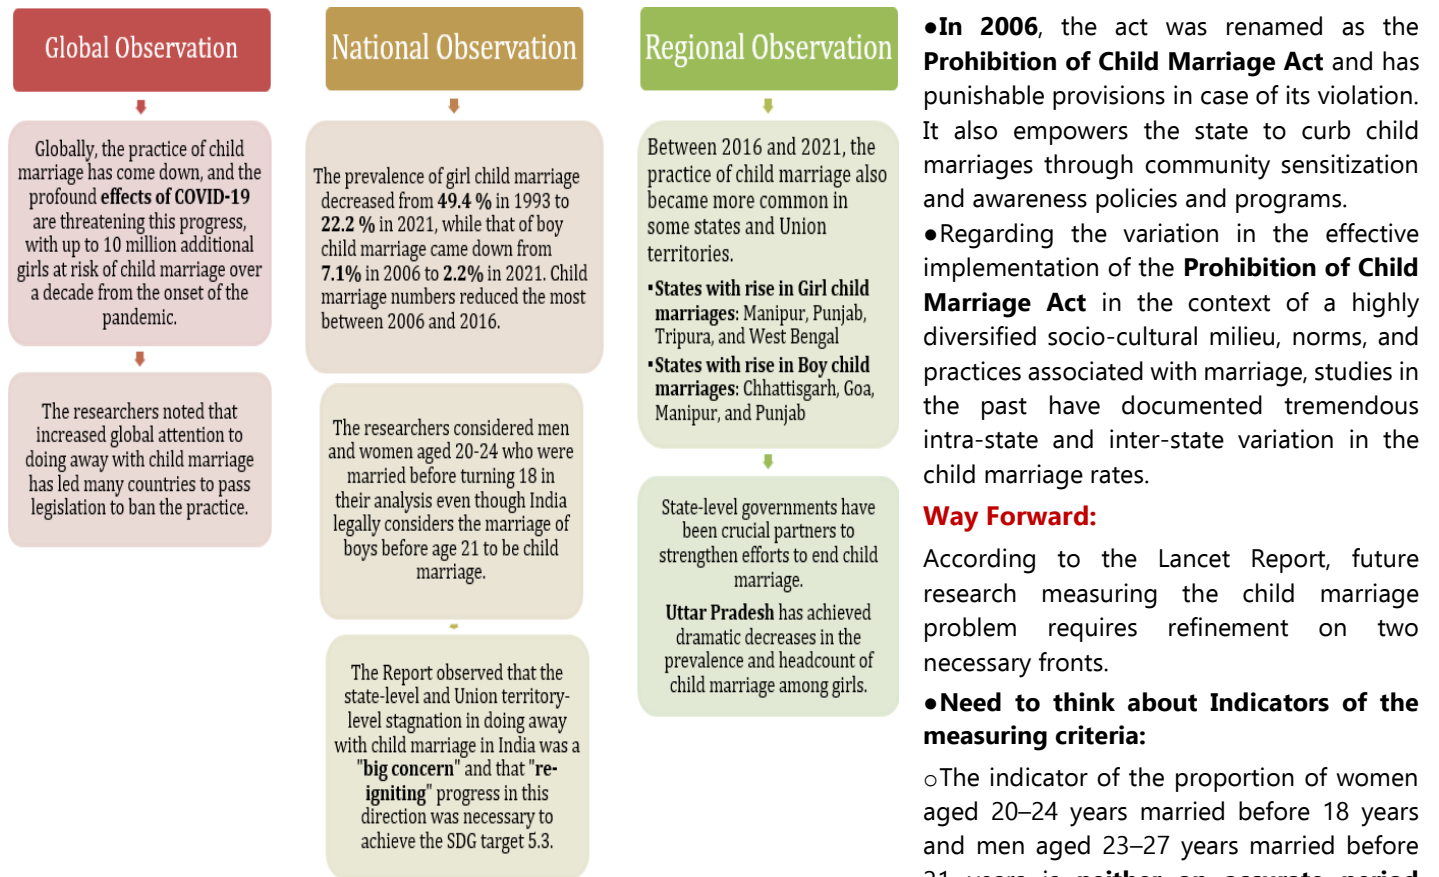 Global Observation
Globally, the practice of child
marriage has come down, and the
profound effects of COVID-19
are threatening this progress,
with up to 10 million additional
girls at risk of child marriage over
a decade from the onset of the
pandemic.
The researchers noted that
increased global attention to
doing away with child marriage
has led many countries to pass
legislation to ban the practice.
National Observation
The prevalence of girl child marriage
decreased from 49.4 % in 1993 to
22.2 % in 2021, while that of boy
child marriage came down from
7.1% in 2006 to 2.2% in 2021. Child
marriage numbers reduced the most
between 2006 and 2016.
The researchers considered men
and women aged 20-24 who were
married before turning 18 in
their analysis even though India
legally considers the marriage of
boys before age 21 to be child
marriage.
The Report observed that the
state-level and Union territory-
level stagnation in doing away
with child marriage in India was a
"big concern" and that "re-
igniting" progress in this
direction was necessary to
achieve the SDG target 5.3.
Regional Observation
Between 2016 and 2021, the
practice of child marriage also
became more common in
some states and Union
territories.
▪States with rise in Girl child
marriages: Manipur, Punjab,
Tripura, and West Bengal
▪States with rise in Boy child
marriages: Chhattisgarh, Goa,
Manipur, and Punjab
State-level governments have
been crucial partners to
strengthen efforts to end child
marriage.
Uttar Pradesh has achieved
dramatic decreases in the
prevalence and headcount of
child marriage among girls.
●In 2006, the act was renamed as the
Prohibition of Child Marriage Act and has
punishable provisions in case of its violation.
It also empowers the state to curb child
marriages through community sensitization
and awareness policies and programs.
●Regarding the variation in the effective
implementation of the Prohibition of Child
Marriage Act in the context of a highly
diversified socio-cultural milieu, norms, and
practices associated with marriage, studies in
the past have documented tremendous
intra-state and inter-state variation in the
child marriage rates.
Way Forward:
According to the Lancet Report, future
research measuring the child marriage
problem requires refinement on two
necessary fronts.
●Need to think about Indicators of the
measuring criteria:
○The indicator of the proportion of women
aged 20–24 years married before 18 years
and men aged 23–27 years married before
21 years is neither an accurate period